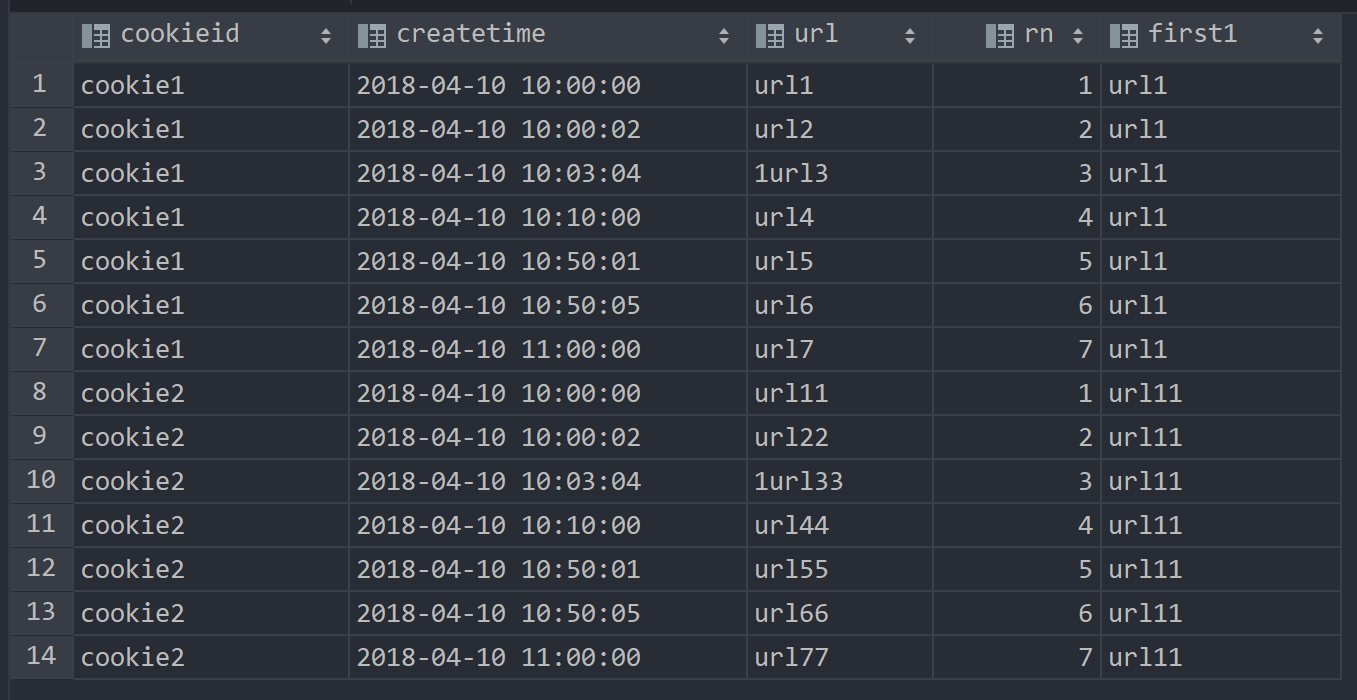 cookieid createtime url rn first1
1 cookie1 2018-04-10 10:00:00 url1 1 url1
2 cookie1 2018-04-10 10:00:02 url2 2 url1
3 cookie1 2018-04-10 10:03:04 1url3 3 url1
4 cookie1 2018-04-10 10:10:00 url4 4 url1
5 cookie1 2018-04-10 10:50:01 url5 5 url1
6 cookie1 2018-04-10 10:50:05 url6 6 url1
7 cookie1 2018-04-10 11:00:00 url7 7 url1
8 cookie2 2018-04-10 10:00:00 url11 1 url11
9 cookie2 2018-04-10 10:00:02 url22 2 url11
10 cookie2 2018-04-10 10:03:04 1url33 3 url11
11 cookie2 2018-04-10 10:10:00 url44 4 url11
12 cookie2 2018-04-10 10:50:01 url55 5 url11
13 cookie2 2018-04-10 10:50:05 url66 6 url11
14 cookie2 2018-04-10 11:00:00 url77 7 url11